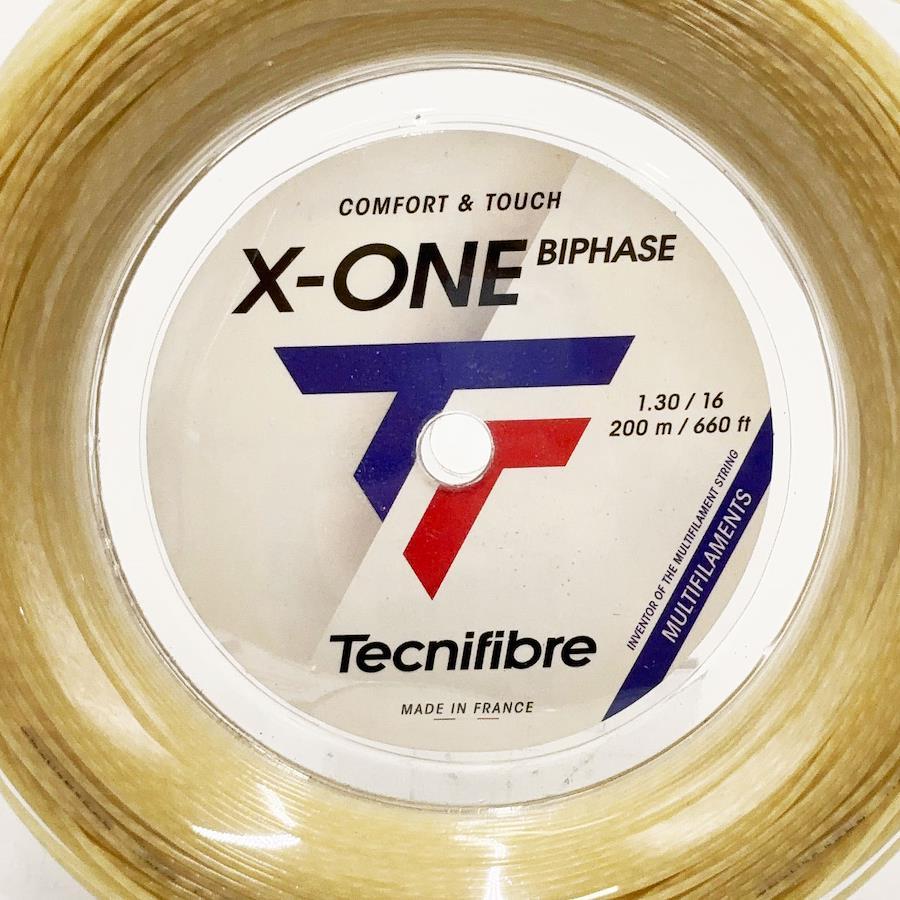 COMFORT & TOUCH
X-ONE BIPHASE
1.30 / 16
200 m / 660 ft
INVENTOR OF THE MULTIFILAMENT STRING
MULTIFILAMENTS
Tecnifibre
MADE IN FRANCE